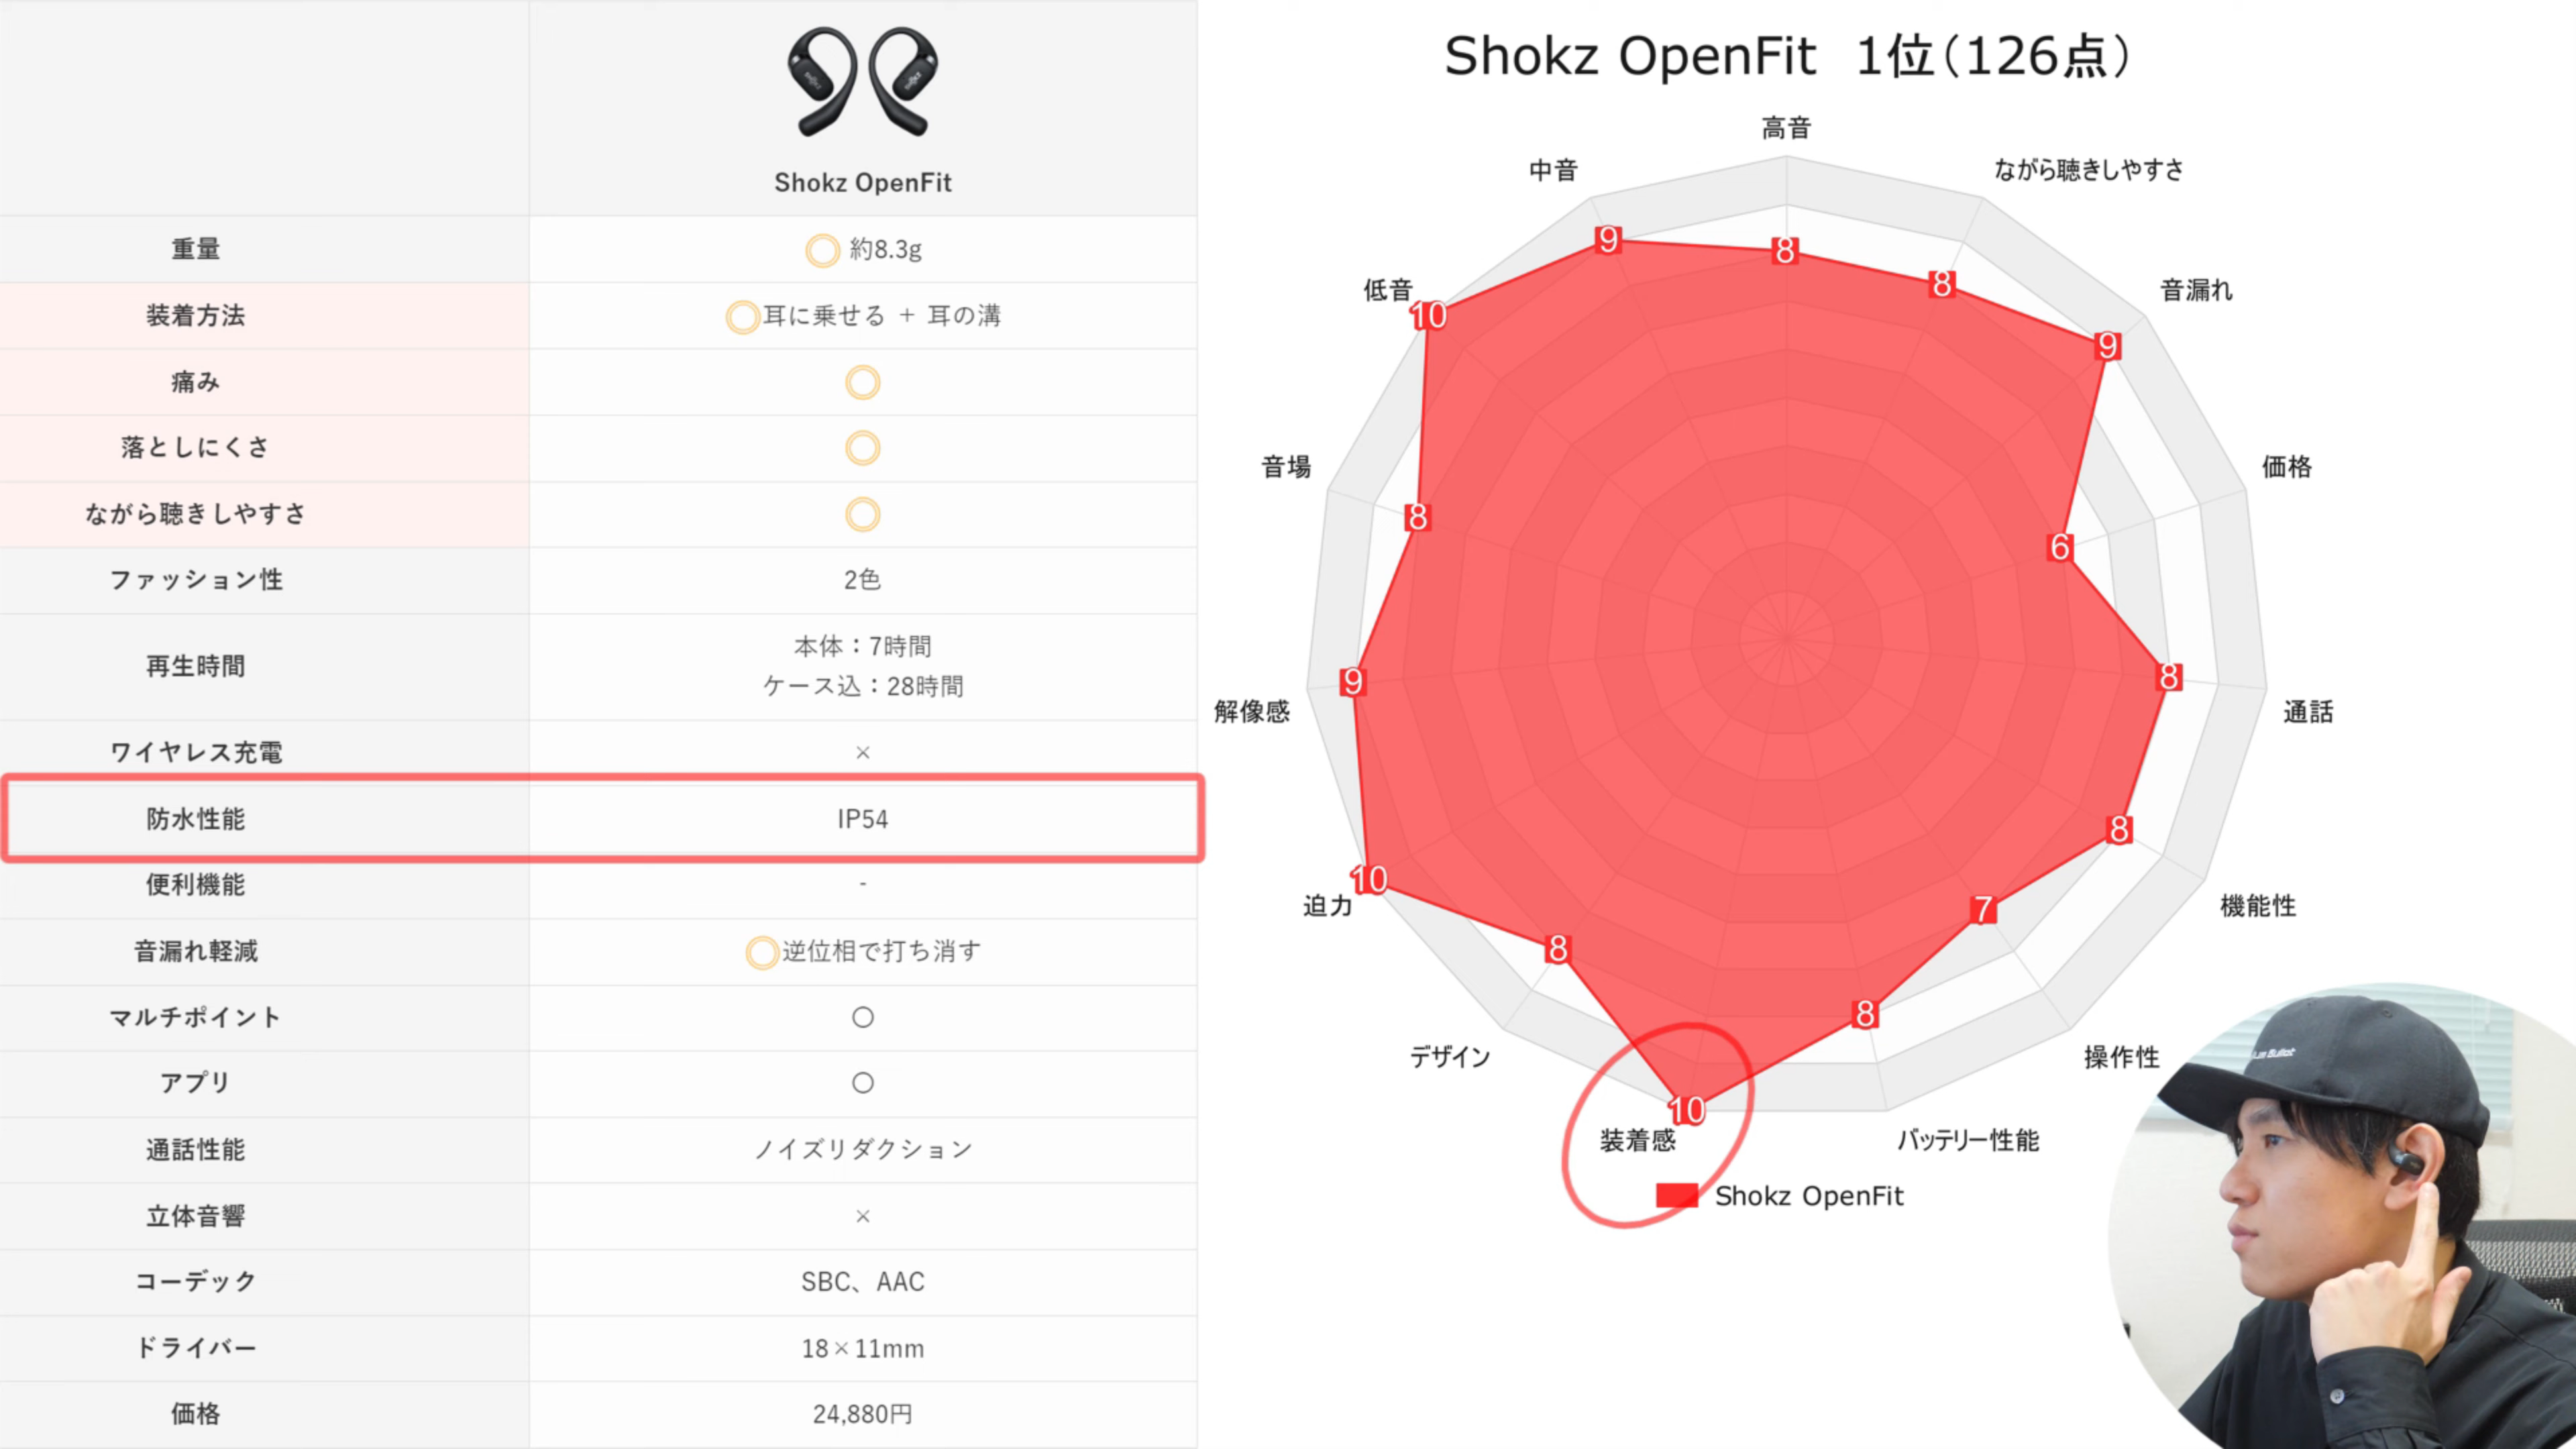 Shokz OpenFit
重量
約8.3g
装着方法
耳に乗せる + 耳の溝
痛み
落としにくさ
ながら聴きしやすさ
ファッション性
2色
再生時間
本体：7時間
ケース込：28時間
ワイヤレス充電
×
防水性能
IP54
便利機能
-
音漏れ軽減
逆位相で打ち消す
マルチポイント
○
アプリ
○
通話性能
ノイズリダクション
立体音響
×
コーデック
SBC、AAC
ドライバー
18×11mm
価格
24,880円
Shokz OpenFit 1位（126点）
高音
ながら聴きしやすさ
音漏れ
価格
通話
機能性
操作性
バッテリー性能
装着感
デザイン
迫力
解像感
音場
低音
中音
8
8
9
6
8
8
7
8
10
8
10
9
8
10
9
Shokz OpenFit